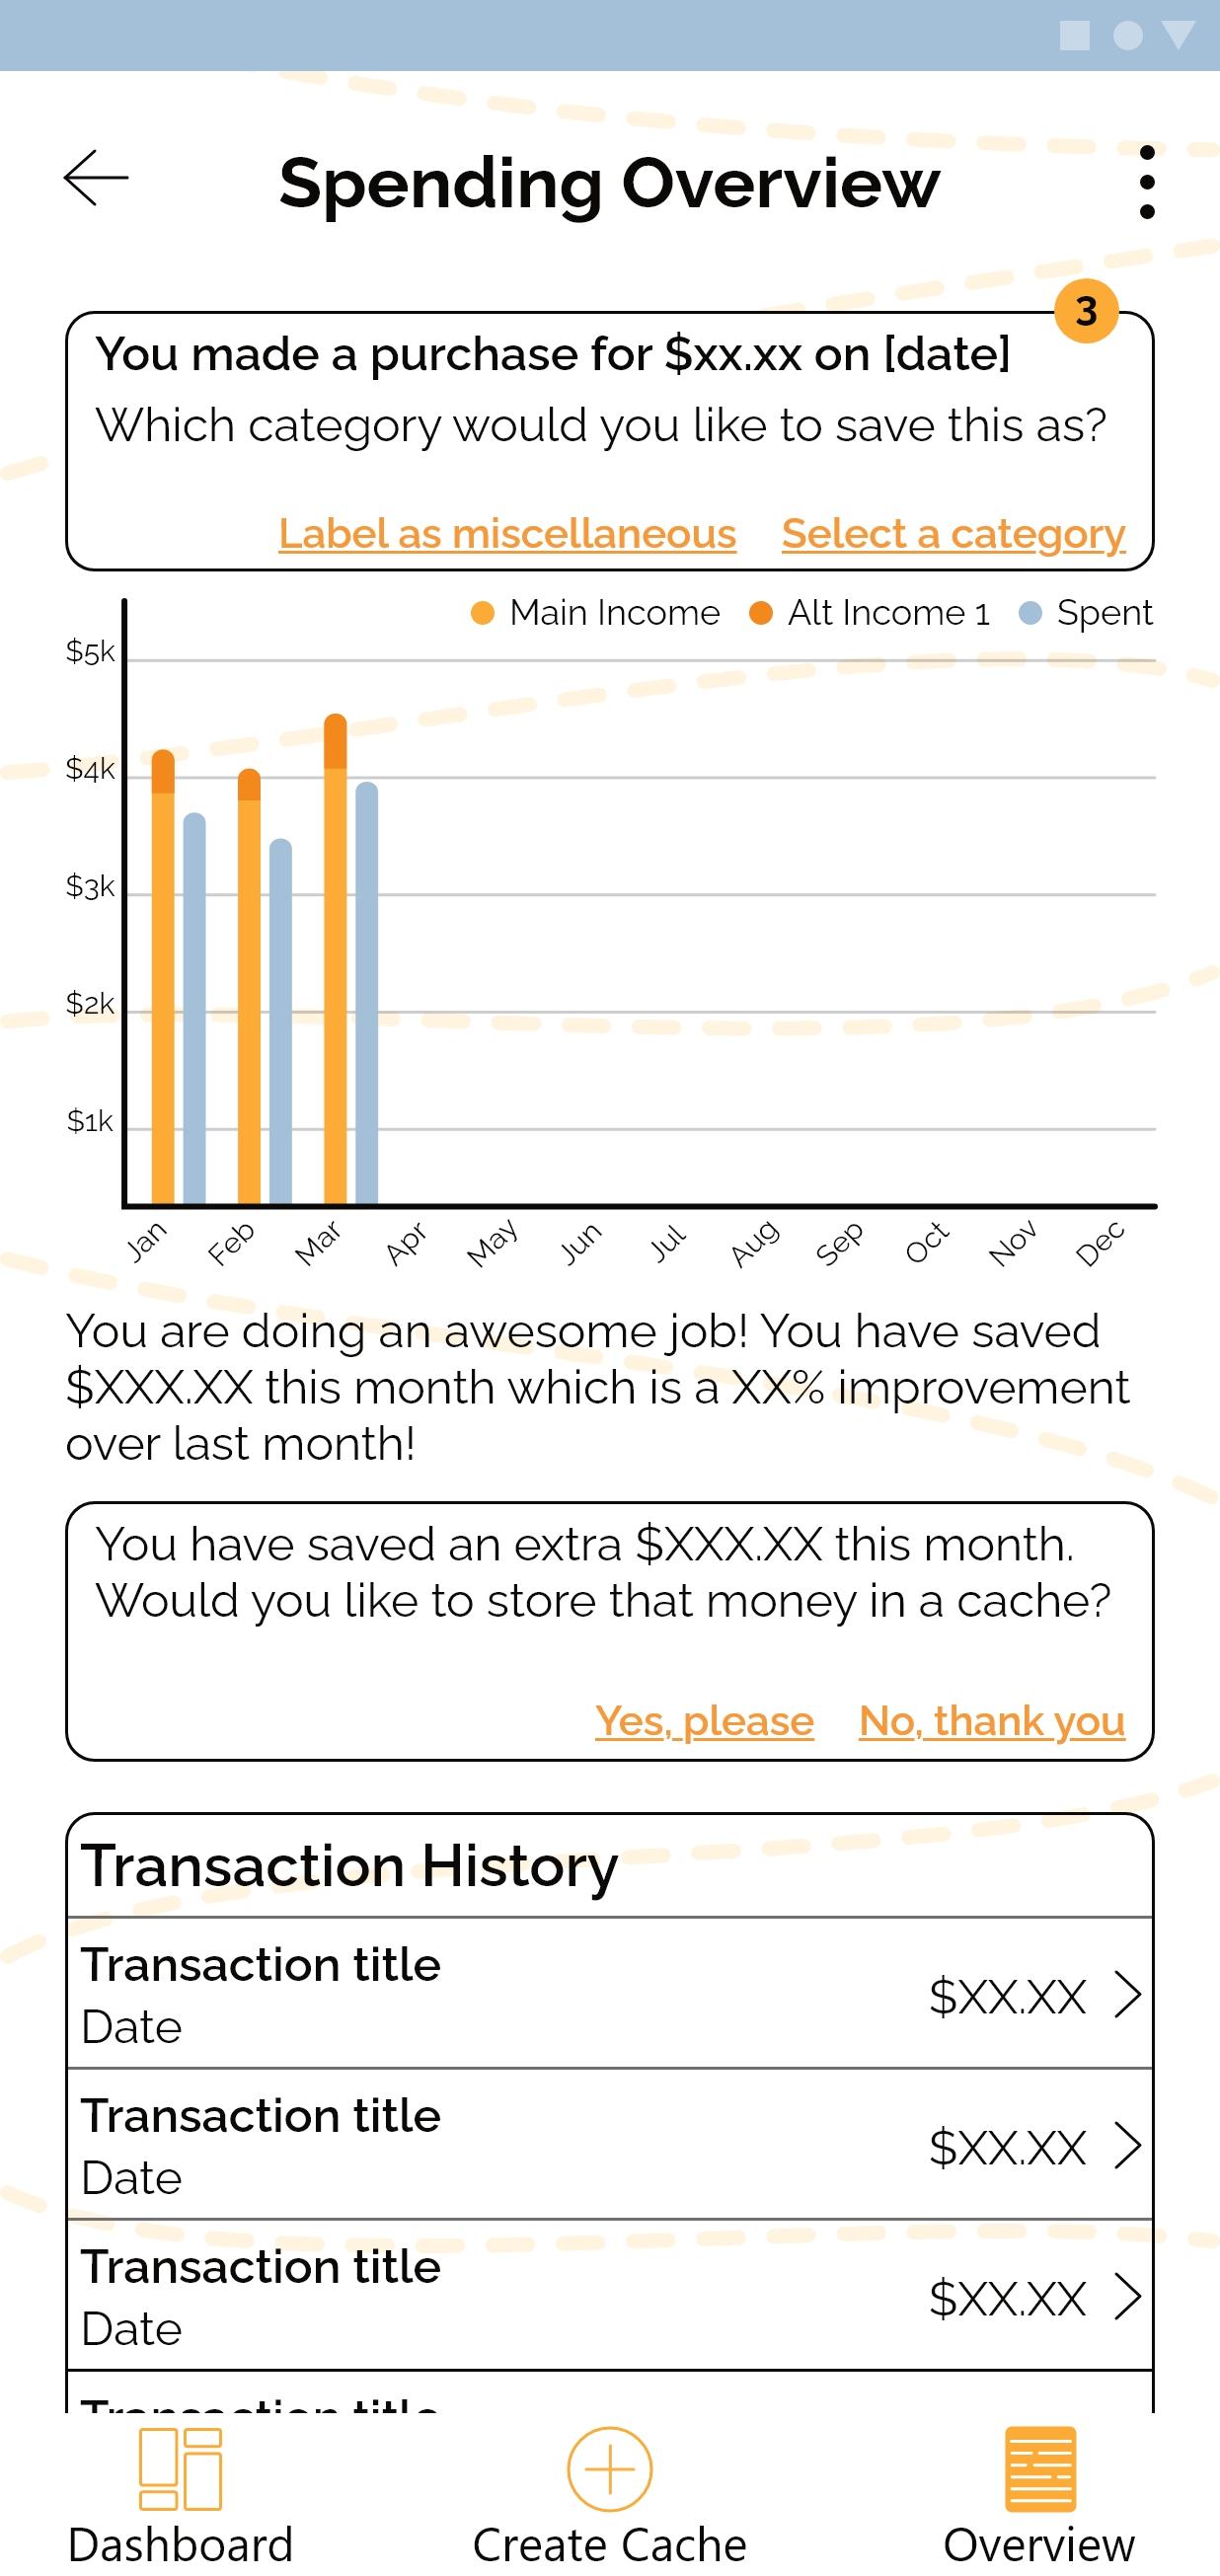 Spending Overview
3
You made a purchase for $xx.xx on [date]
Which category would you like to save this as?
Label as miscellaneous Select a category
Main Income Alt Income 1 Spent
$5k
$4k
$3k
$2k
$1k
Jan Feb Mar Apr May Jun Jul Aug Sep Oct Nov Dec
You are doing an awesome job! You have saved
$XXX.XX this month which is a XX% improvement
over last month!
You have saved an extra $XXX.XX this month.
Would you like to store that money in a cache?
Yes, please No, thank you
Transaction History
Transaction title
Date
$XX.XX
Transaction title
Date
$XX.XX
Transaction title
Date
$XX.XX
Transaction title
Dashboard Create Cache Overview